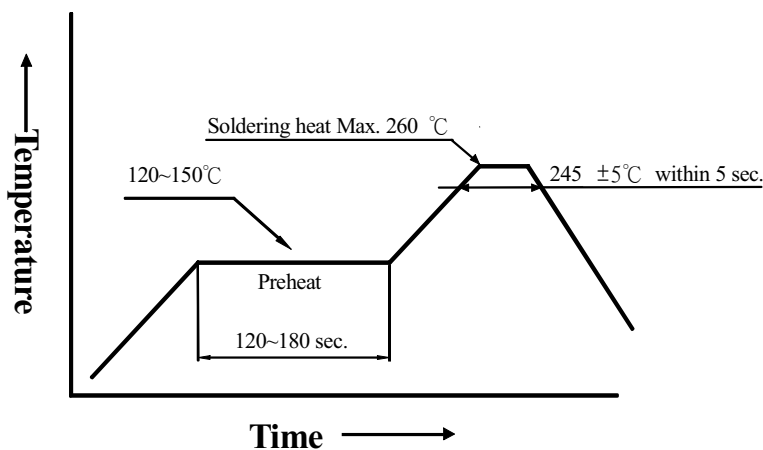 Soldering heat Max. 260 ℃
120~150℃
245 ±5℃ within 5 sec.
Temperature
Preheat
120~180 sec.
Time